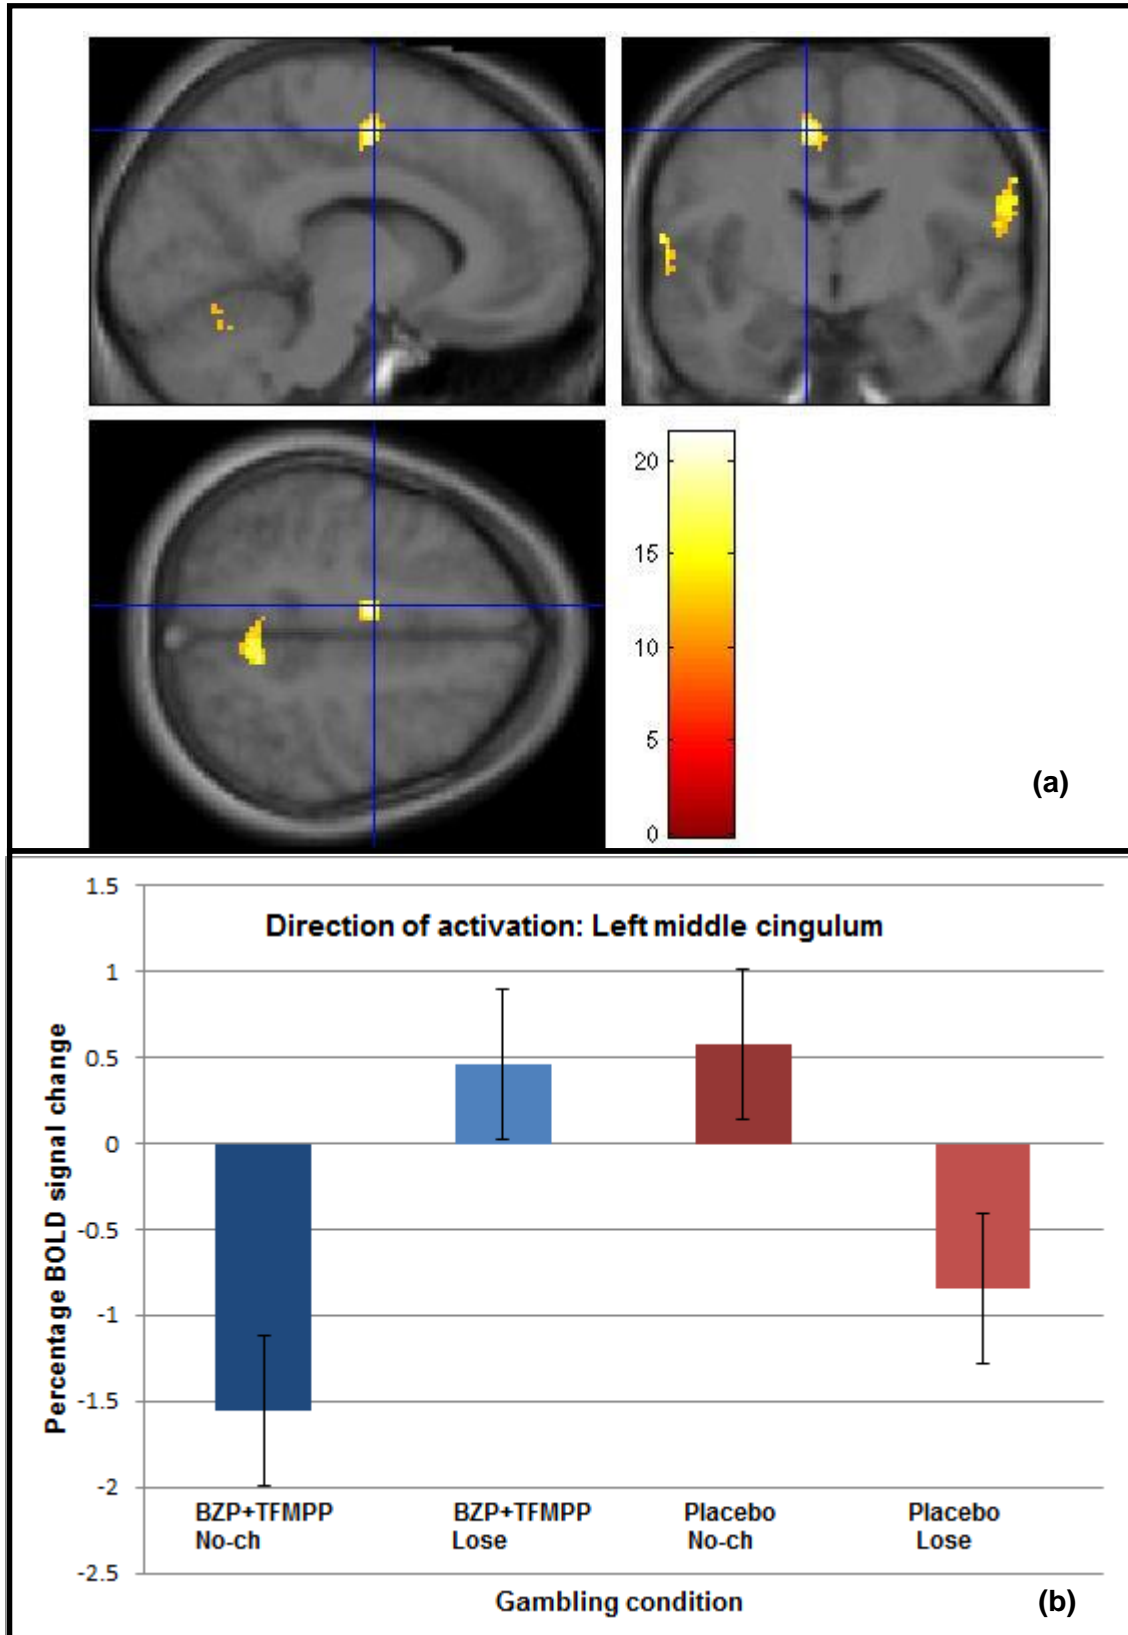 20
15
10
5
0
(a)
1.5
1
0.5
0
-0.5
-1
-1.5
-2
-2.5
Direction of activation: Left middle cingulum
Percentage BOLD signal change
BZP+TFMPP
No-ch
BZP+TFMPP
Lose
Placebo
No-ch
Placebo
Lose
Gambling condition
(b)